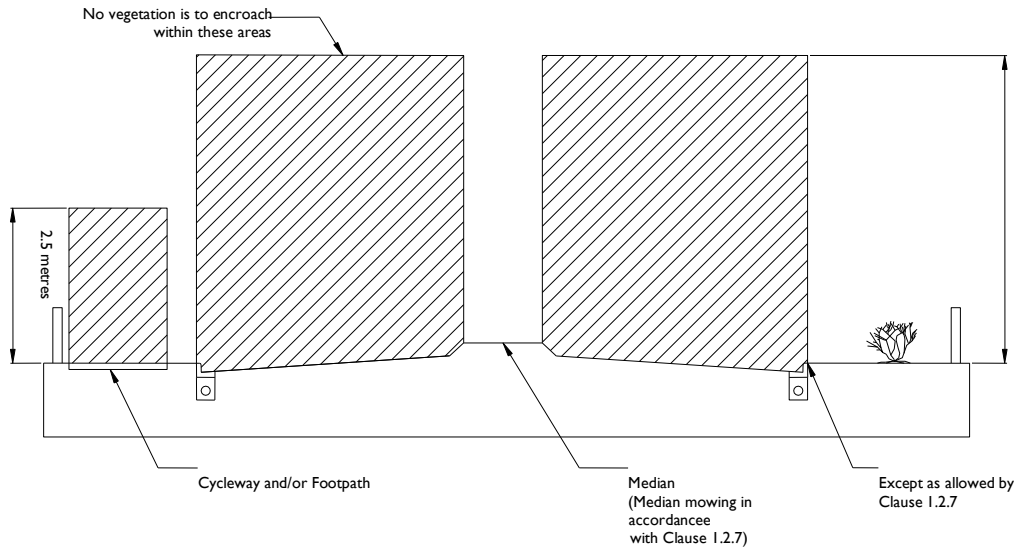 No vegetation is to encroach
within these areas
2.5 metres
Cycleway and/or Footpath
Median
(Median mowing in
accordancee
with Clause 1.2.7)
Except as allowed by
Clause 1.2.7